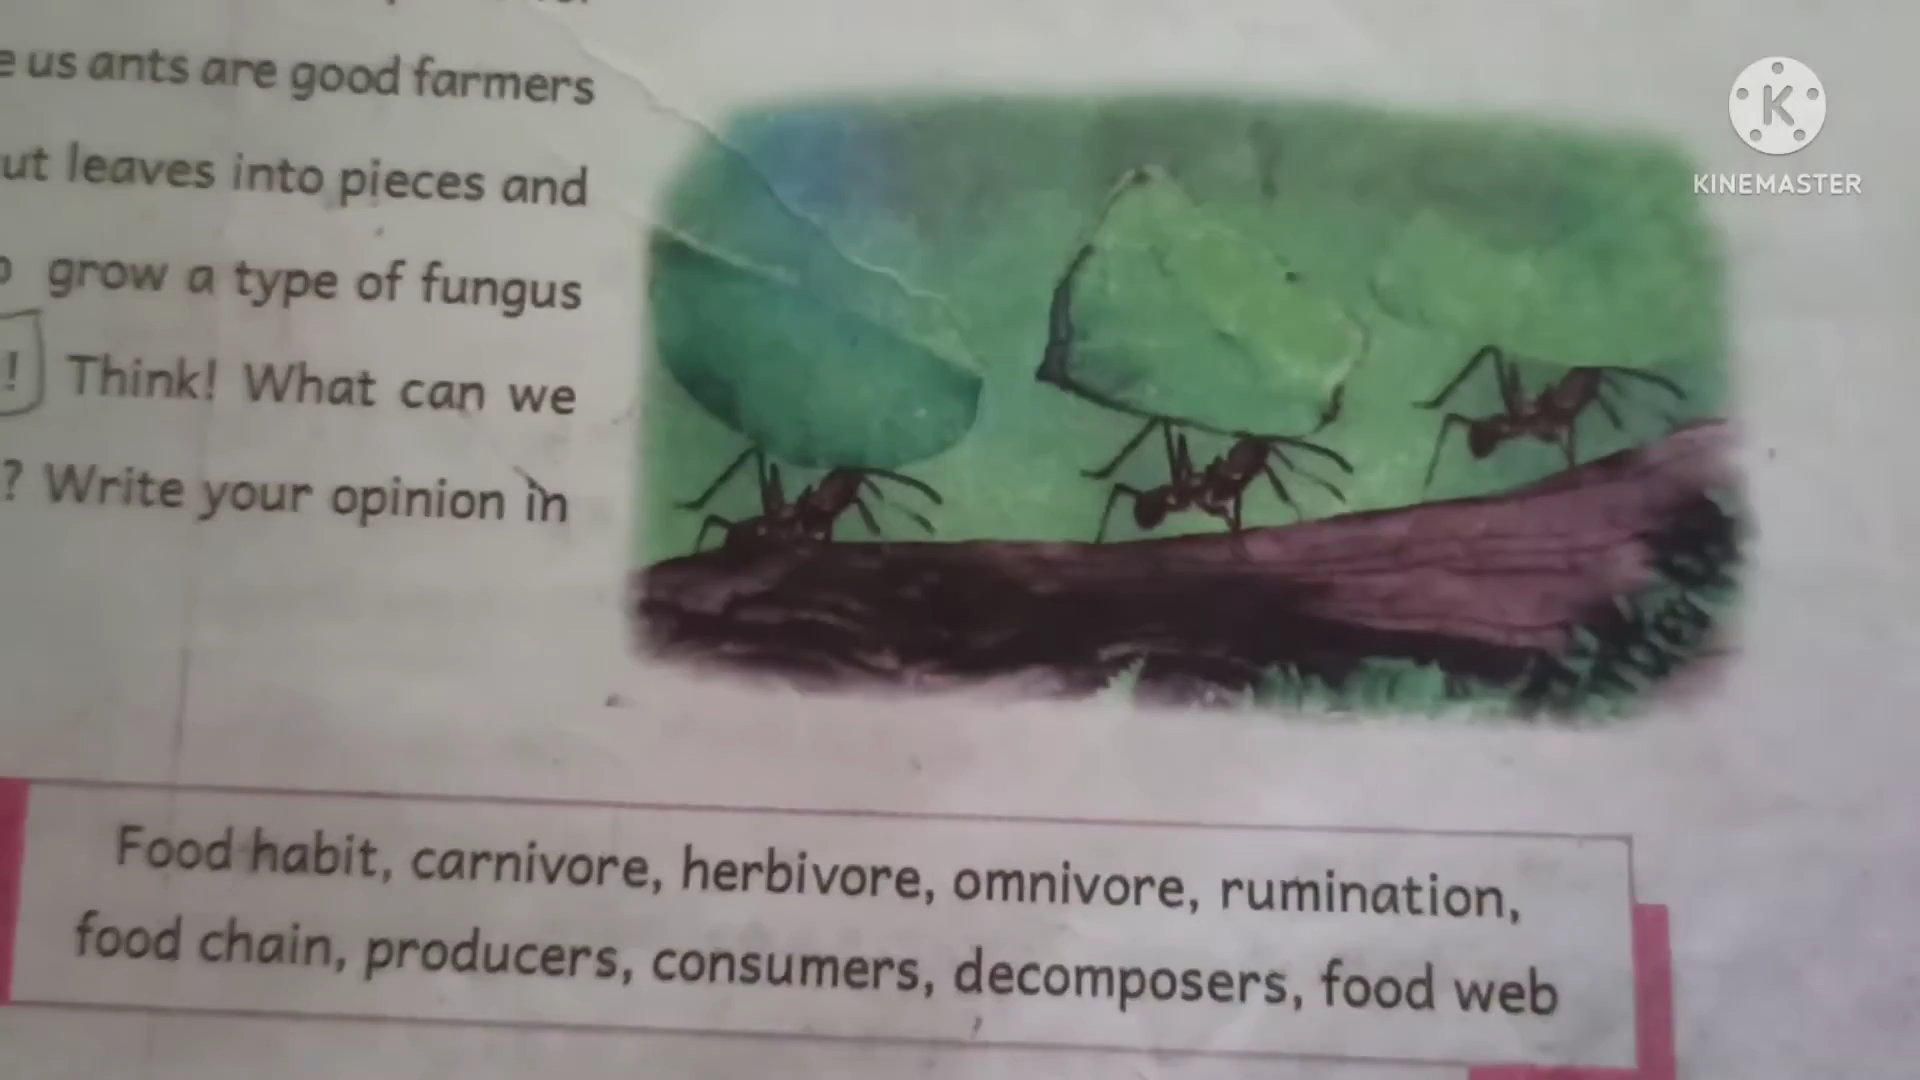 us ants are good farmers
leaves into pieces and
grow a type of fungus
! Think! What can we
? Write your opinion in
KINEMASTER
Food habit, carnivore, herbivore, omnivore, rumination,
food chain, producers, consumers, decomposers, food web